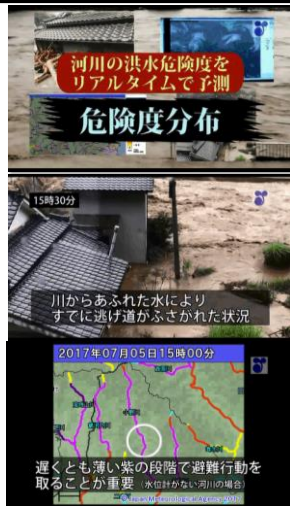 河川の洪水危険度を
リアルタイムで予測
危険度分布
15時30分
川からあふれた水により
すでに逃げ道がふさがれた状況
2017年07月05日15時00分
遅くとも薄い紫の段階で避難行動を
取ることが重要（水位計がない河川の場合）